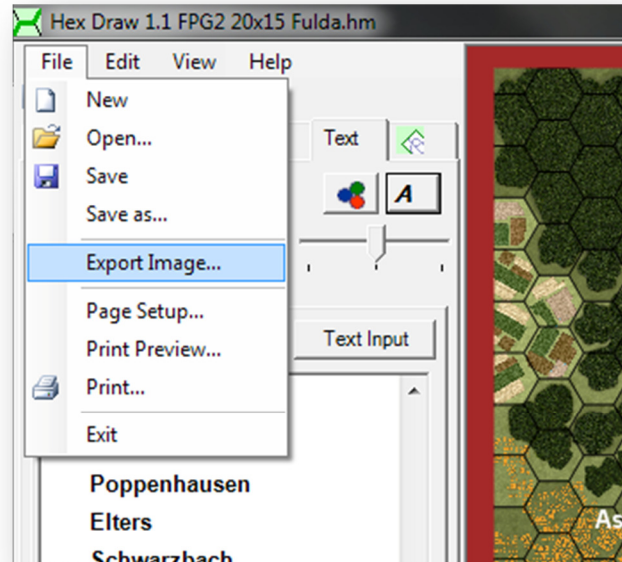 Hex Draw 1.1 FPG2 20x15 Fulda.hm
File Edit View Help
New
Open...
Text
Save
A
Save as...
Export Image...
Page Setup...
Text Input
Print Preview...
Print...
Exit
Poppenhausen
Elters
As
Schwarzbach